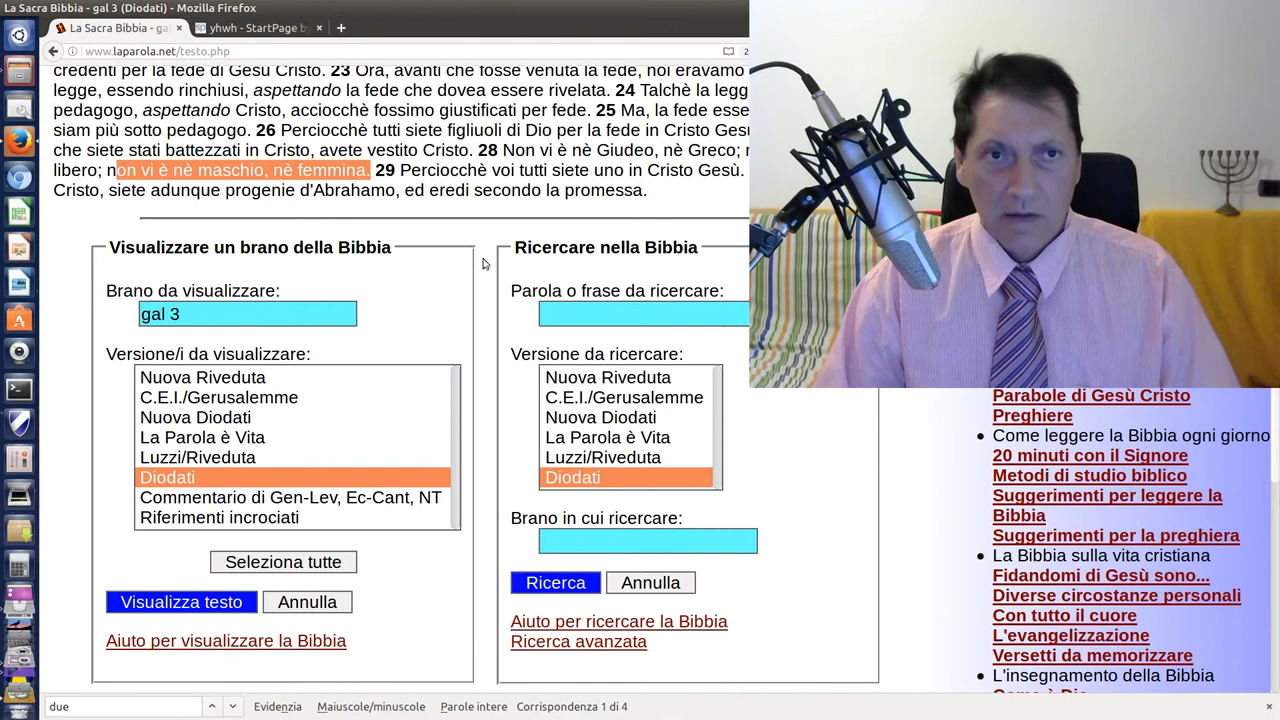 La Sacra Bibbia - gal 3 (Diodati) - Mozilla Firefox
La Sacra Bibbia - ga × yhwh - StartPage by × +
www.laparola.net/testo.php 2
credenti per la fede di Gesù Cristo. 23 Ora, avanti che fosse venuta la fede, noi eravamo
legge, essendo rinchiusi, aspettando la fede che dovea essere rivelata. 24 Talchè la legg
pedagogo, aspettando Cristo, acciocchè fossimo giustificati per fede. 25 Ma, la fede esse
siam più sotto pedagogo. 26 Perciocchè tutti siete figliuoli di Dio per la fede in Cristo Gesù
che siete stati battezzati in Cristo, avete vestito Cristo. 28 Non vi è nè Giudeo, nè Greco; n
libero; non vi è nè maschio, nè femmina. 29 Perciocchè voi tutti siete uno in Cristo Gesù.
Cristo, siete adunque progenie d'Abrahamo, ed eredi secondo la promessa.
Visualizzare un brano della Bibbia
Brano da visualizzare:
gal 3
Versione/i da visualizzare:
Nuova Riveduta
C.E.I./Gerusalemme
Nuova Diodati
La Parola è Vita
Luzzi/Riveduta
Diodati
Commentario di Gen-Lev, Ec-Cant, NT
Riferimenti incrociati
Seleziona tutte
Visualizza testo Annulla
Aiuto per visualizzare la Bibbia
Ricercare nella Bibbia
Parola o frase da ricercare:
Versione da ricercare:
Nuova Riveduta
C.E.I./Gerusalemme
Nuova Diodati
La Parola è Vita
Luzzi/Riveduta
Diodati
Brano in cui ricercare:
Ricerca Annulla
Aiuto per ricercare la Bibbia
Ricerca avanzata
Parabole di Gesù Cristo
Preghiere
Come leggere la Bibbia ogni giorno
20 minuti con il Signore
Metodi di studio biblico
Suggerimenti per leggere la
Bibbia
Suggerimenti per la preghiera
La Bibbia sulla vita cristiana
Fidandomi di Gesù sono...
Diverse circostanze personali
Con tutto il cuore
L'evangelizzazione
Versetti da memorizzare
L'insegnamento della Bibbia
due Evidenzia Maiuscole/minuscole Parole intere Corrispondenza 1 di 4 ×